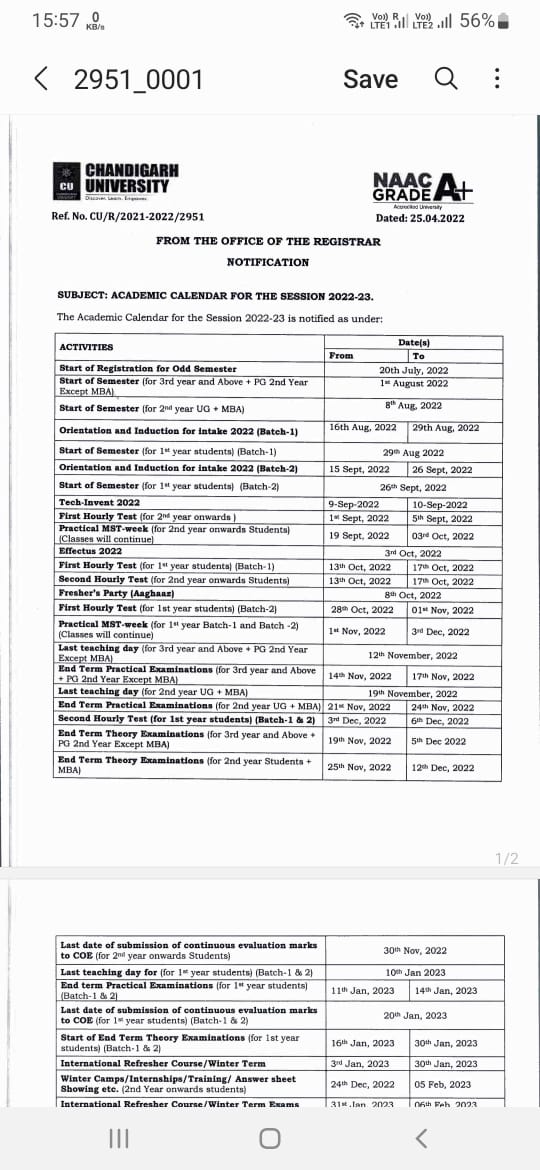 15:57 0 KB/s Vo)) R LTE1 Vo)) LTE2 56%
2951_0001 Save
CU CHANDIGARH UNIVERSITY
Discover. Learn. Empower.
NAAC GRADE A+
Accredited University
Ref. No. CU/R/2021-2022/2951 Dated: 25.04.2022
FROM THE OFFICE OF THE REGISTRAR
NOTIFICATION
SUBJECT: ACADEMIC CALENDAR FOR THE SESSION 2022-23.
The Academic Calendar for the Session 2022-23 is notified as under:
ACTIVITIES Date(s)
From To
Start of Registration for Odd Semester 20th July, 2022
Start of Semester (for 3rd year and Above + PG 2nd Year 1st August 2022
Except MBA)
Start of Semester (for 2nd year UG + MBA) 8th Aug, 2022
Orientation and Induction for intake 2022 (Batch-1) 16th Aug, 2022 29th Aug, 2022
Start of Semester (for 1st year students) (Batch-1) 29th Aug 2022
Orientation and Induction for intake 2022 (Batch-2) 15 Sept, 2022 26 Sept, 2022
Start of Semester (for 1st year students) (Batch-2) 26th Sept, 2022
Tech-Invent 2022 9-Sep-2022 10-Sep-2022
First Hourly Test (for 2nd year onwards ) 1st Sept, 2022 5th Sept, 2022
Practical MST-week (for 2nd year onwards Students) 19 Sept, 2022 03rd Oct, 2022
(Classes will continue)
Effectus 2022 3rd Oct, 2022
First Hourly Test (for 1st year students) (Batch-1) 13th Oct, 2022 17th Oct, 2022
Second Hourly Test (for 2nd year onwards Students) 13th Oct, 2022 17th Oct, 2022
Fresher's Party (Aaghaaz) 8th Oct, 2022
First Hourly Test (for 1st year students) (Batch-2) 28th Oct, 2022 01st Nov, 2022
Practical MST-week (for 1st year Batch-1 and Batch -2) 1st Nov, 2022 3rd Dec, 2022
(Classes will continue)
Last teaching day (for 3rd year and Above + PG 2nd Year 12th November, 2022
Except MBA)
End Term Practical Examinations (for 3rd year and Above 14th Nov, 2022 17th Nov, 2022
+ PG 2nd Year Except MBA)
Last teaching day (for 2nd year UG + MBA) 19th November, 2022
End Term Practical Examinations (for 2nd year UG + MBA) 21st Nov, 2022 24th Nov, 2022
Second Hourly Test (for 1st year students) (Batch-1 & 2) 3rd Dec, 2022 6th Dec, 2022
End Term Theory Examinations (for 3rd year and Above + 19th Nov, 2022 5th Dec 2022
PG 2nd Year Except MBA)
End Term Theory Examinations (for 2nd year Students + 25th Nov, 2022 12th Dec, 2022
MBA)
1/2
Last date of submission of continuous evaluation marks 30th Nov, 2022
to COE (for 2nd year onwards Students)
Last teaching day for (for 1st year students) (Batch-1 & 2) 10th Jan 2023
End term Practical Examinations (for 1st year students) 11th Jan, 2023 14th Jan, 2023
(Batch-1 & 2)
Last date of submission of continuous evaluation marks 20th Jan, 2023
to COE (for 1st year students) (Batch-1 & 2)
Start of End Term Theory Examinations (for 1st year 16th Jan, 2023 30th Jan, 2023
students) (Batch-1 & 2)
International Refresher Course/Winter Term 3rd Jan, 2023 30th Jan, 2023
Winter Camps/Internships/Training/ Answer sheet 24th Dec, 2022 05 Feb, 2023
Showing etc. (2nd Year onwards students)
International Refresher Course/Winter Term Exams 31st Jan, 2023 06th Feb, 2023